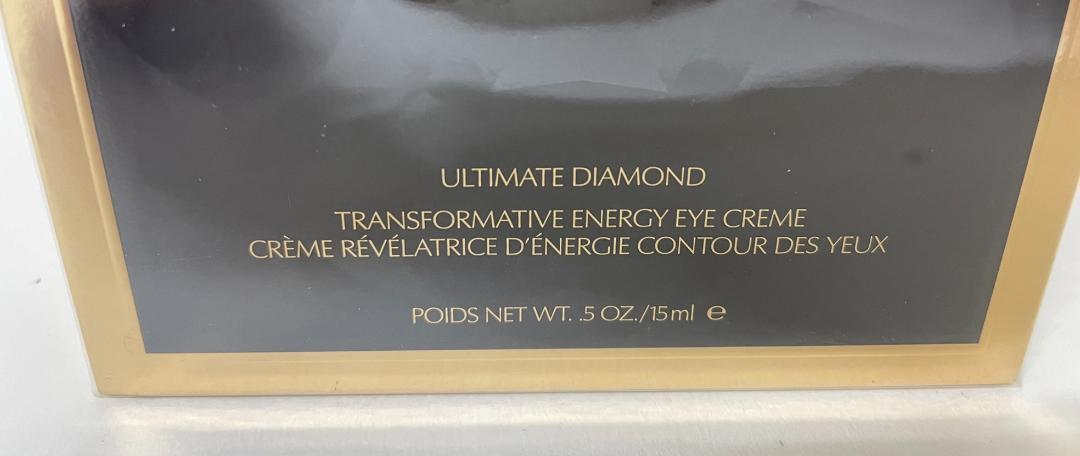 ULTIMATE DIAMOND
TRANSFORMATIVE ENERGY EYE CREME
CRÈME RÉVÉLATRICE D'ÉNERGIE CONTOUR DES YEUX
POIDS NET WT. .5 OZ./15ml ℮